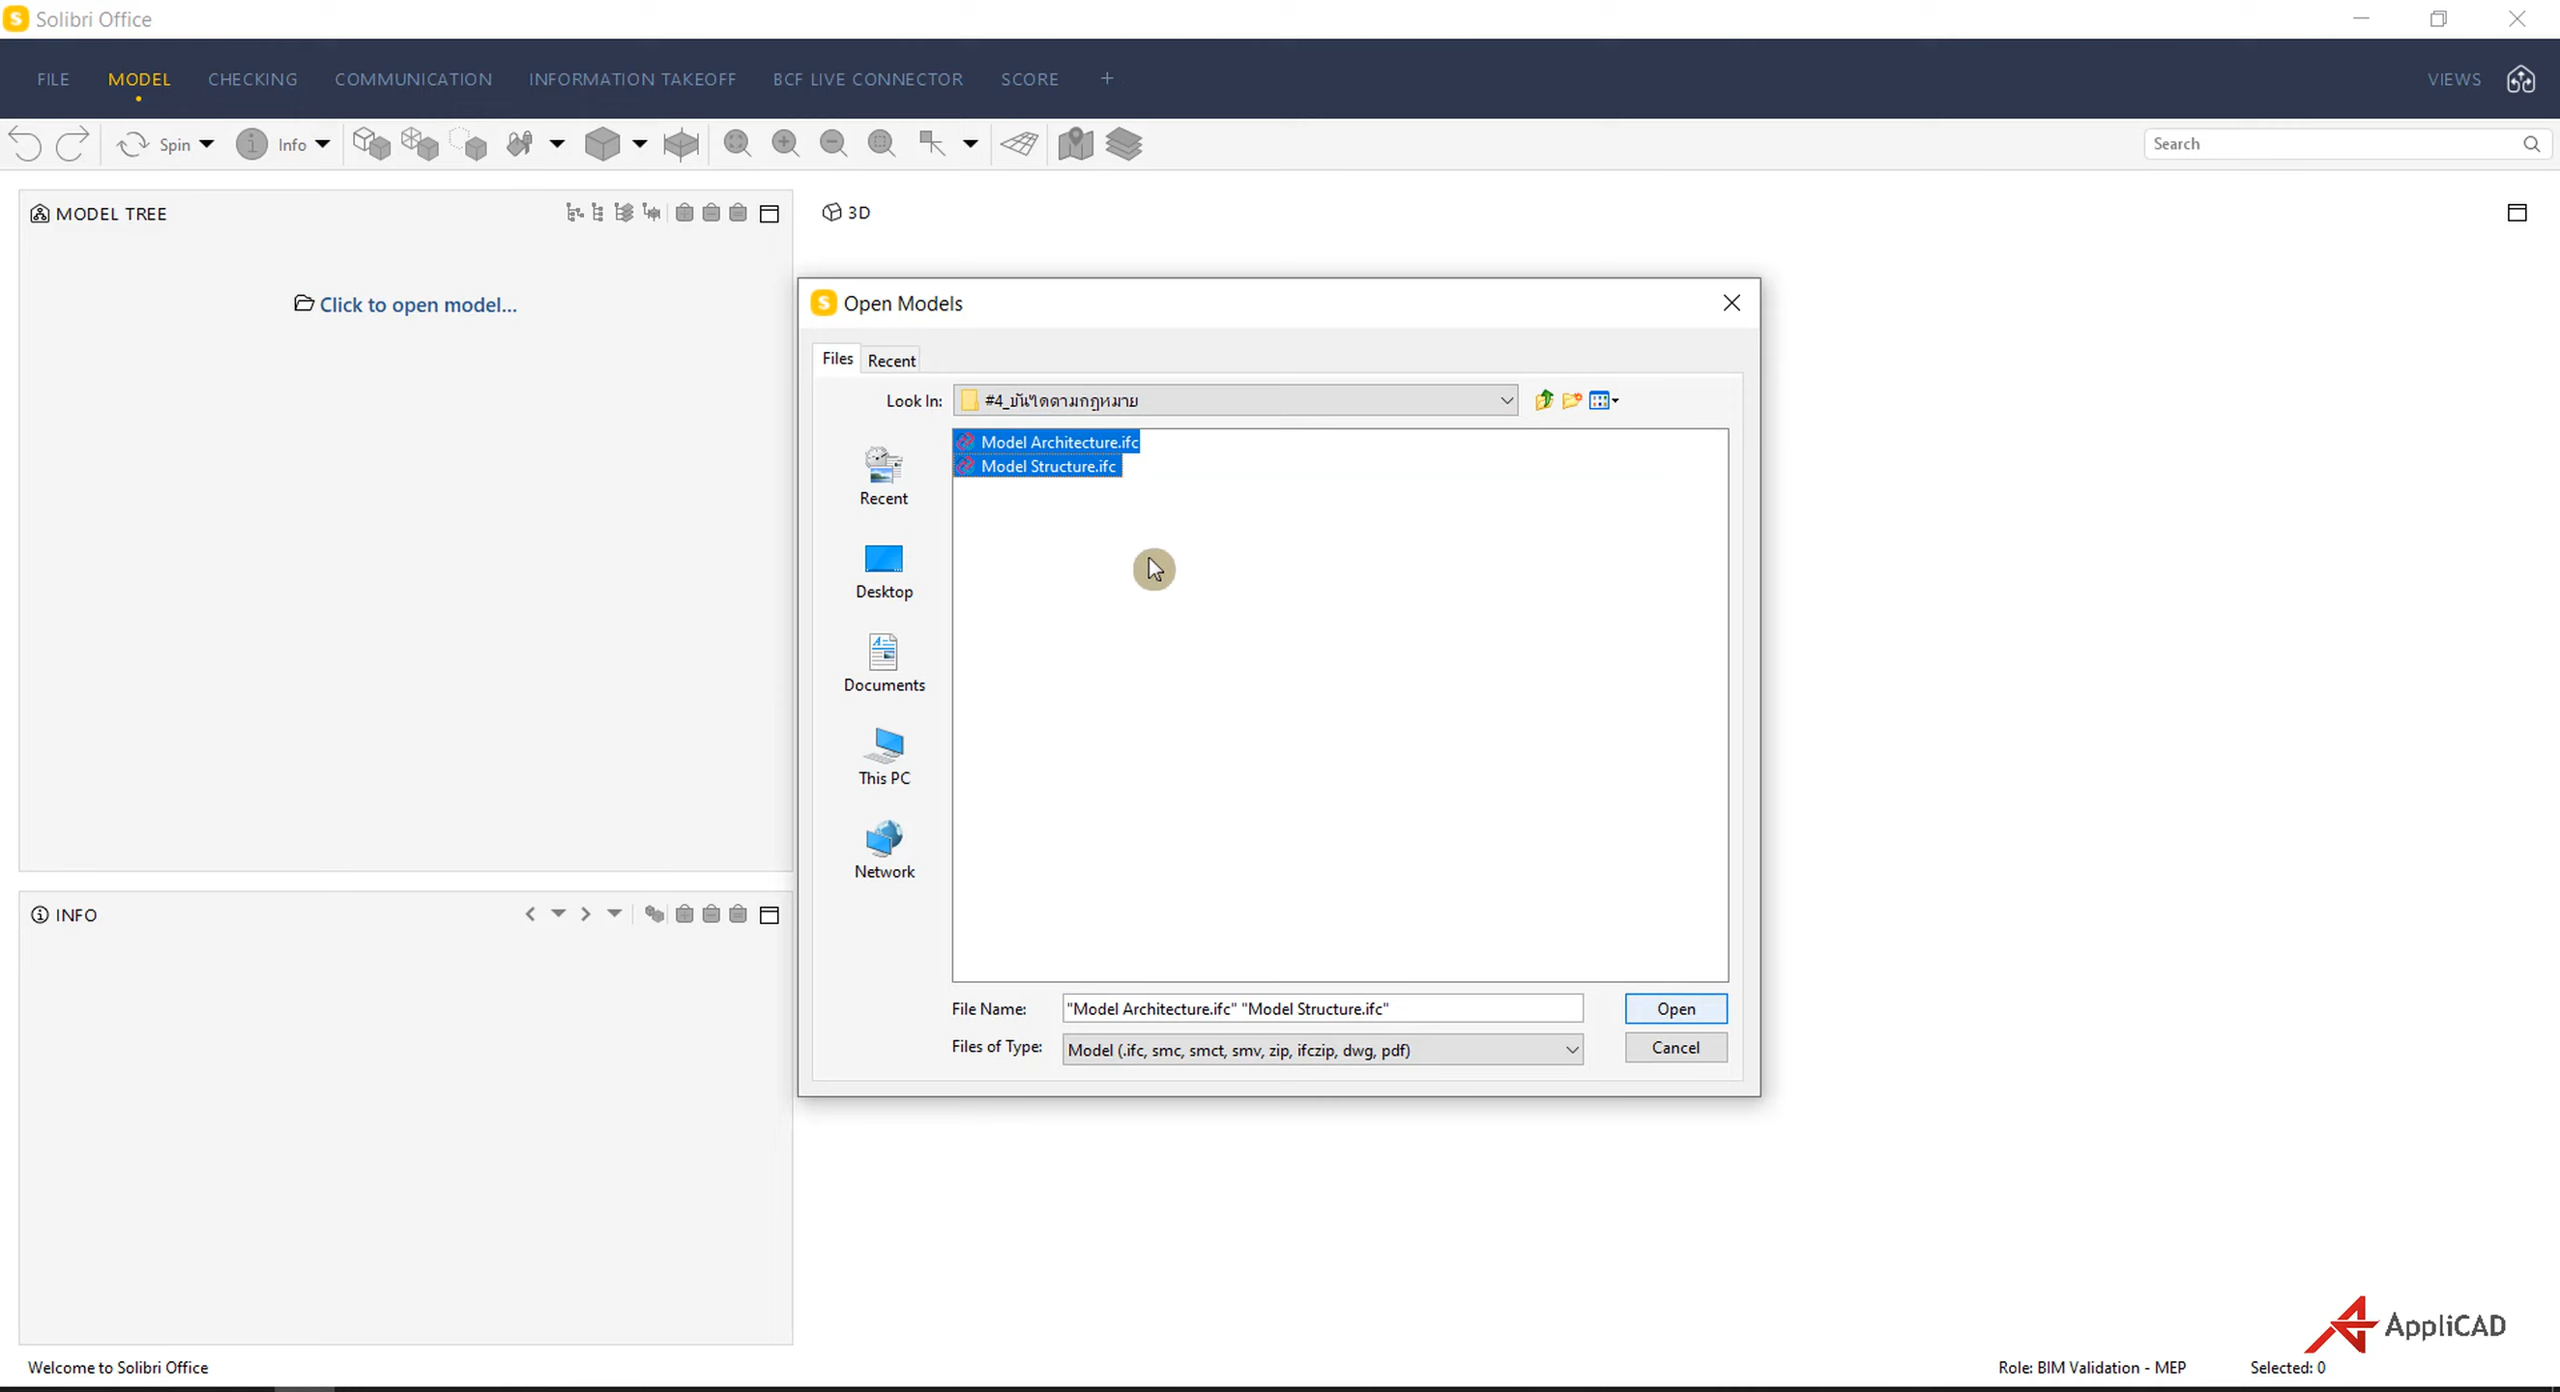 Solibri Office
FILE MODEL CHECKING COMMUNICATION INFORMATION TAKEOFF BCF LIVE CONNECTOR SCORE + VIEWS
Spin Info Search
MODEL TREE
Click to open model...
3D
Open Models
Files Recent
Look In: #4_บันไดตามกฎหมาย
Model Architecture.ifc
Model Structure.ifc
Recent
Desktop
Documents
This PC
Network
File Name: "Model Architecture.ifc" "Model Structure.ifc" Open
Files of Type: Model (.ifc, smc, smct, smv, zip, ifczip, dwg, pdf) Cancel
INFO
AppliCAD
Welcome to Solibri Office Role: BIM Validation - MEP Selected: 0